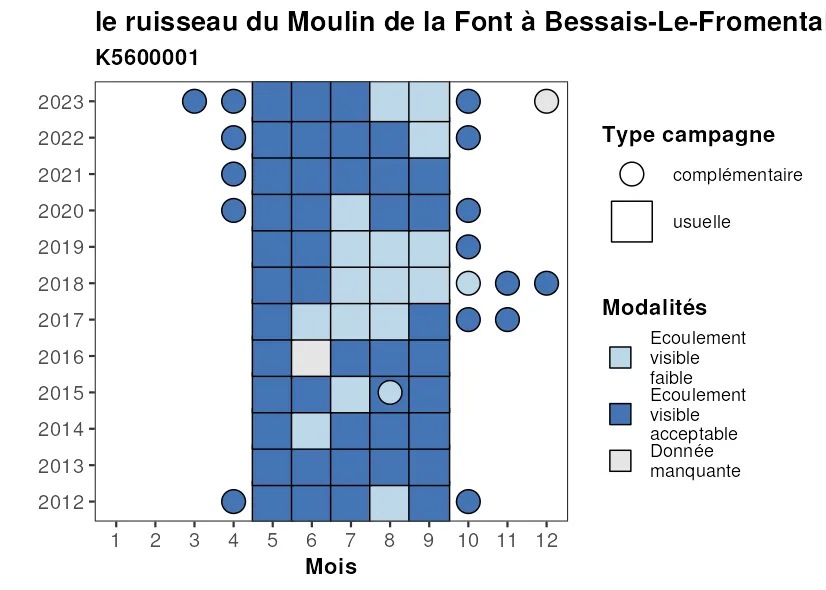 le ruisseau du Moulin de la Font à Bessais-Le-Fromental
K5600001
2023
2022
2021
2020
2019
2018
2017
2016
2015
2014
2013
2012
1 2 3 4 5 6 7 8 9 10 11 12
Mois
Type campagne
complémentaire
usuelle
Modalités
Ecoulement
visible
faible
Ecoulement
visible
acceptable
Donnée
manquante